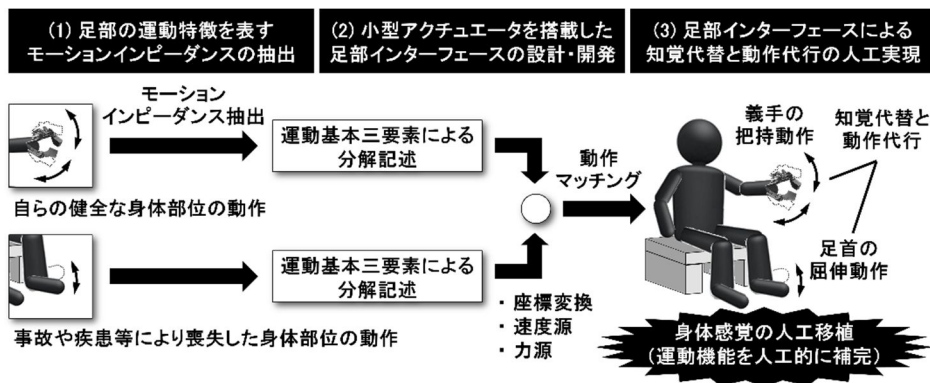 (1) 足部の運動特徴を表す
モーションインピーダンスの抽出
(2) 小型アクチュエータを搭載した
足部インターフェースの設計・開発
(3) 足部インターフェースによる
知覚代替と動作代行の人工実現
モーション
インピーダンス抽出
運動基本三要素による
分解記述
自らの健全な身体部位の動作
運動基本三要素による
分解記述
事故や疾患等により喪失した身体部位の動作
動作
マッチング
・座標変換
・速度源
・力源
義手の
把持動作
知覚代替と
動作代行
足首の
屈伸動作
身体感覚の人工移植
(運動機能を人工的に補完)